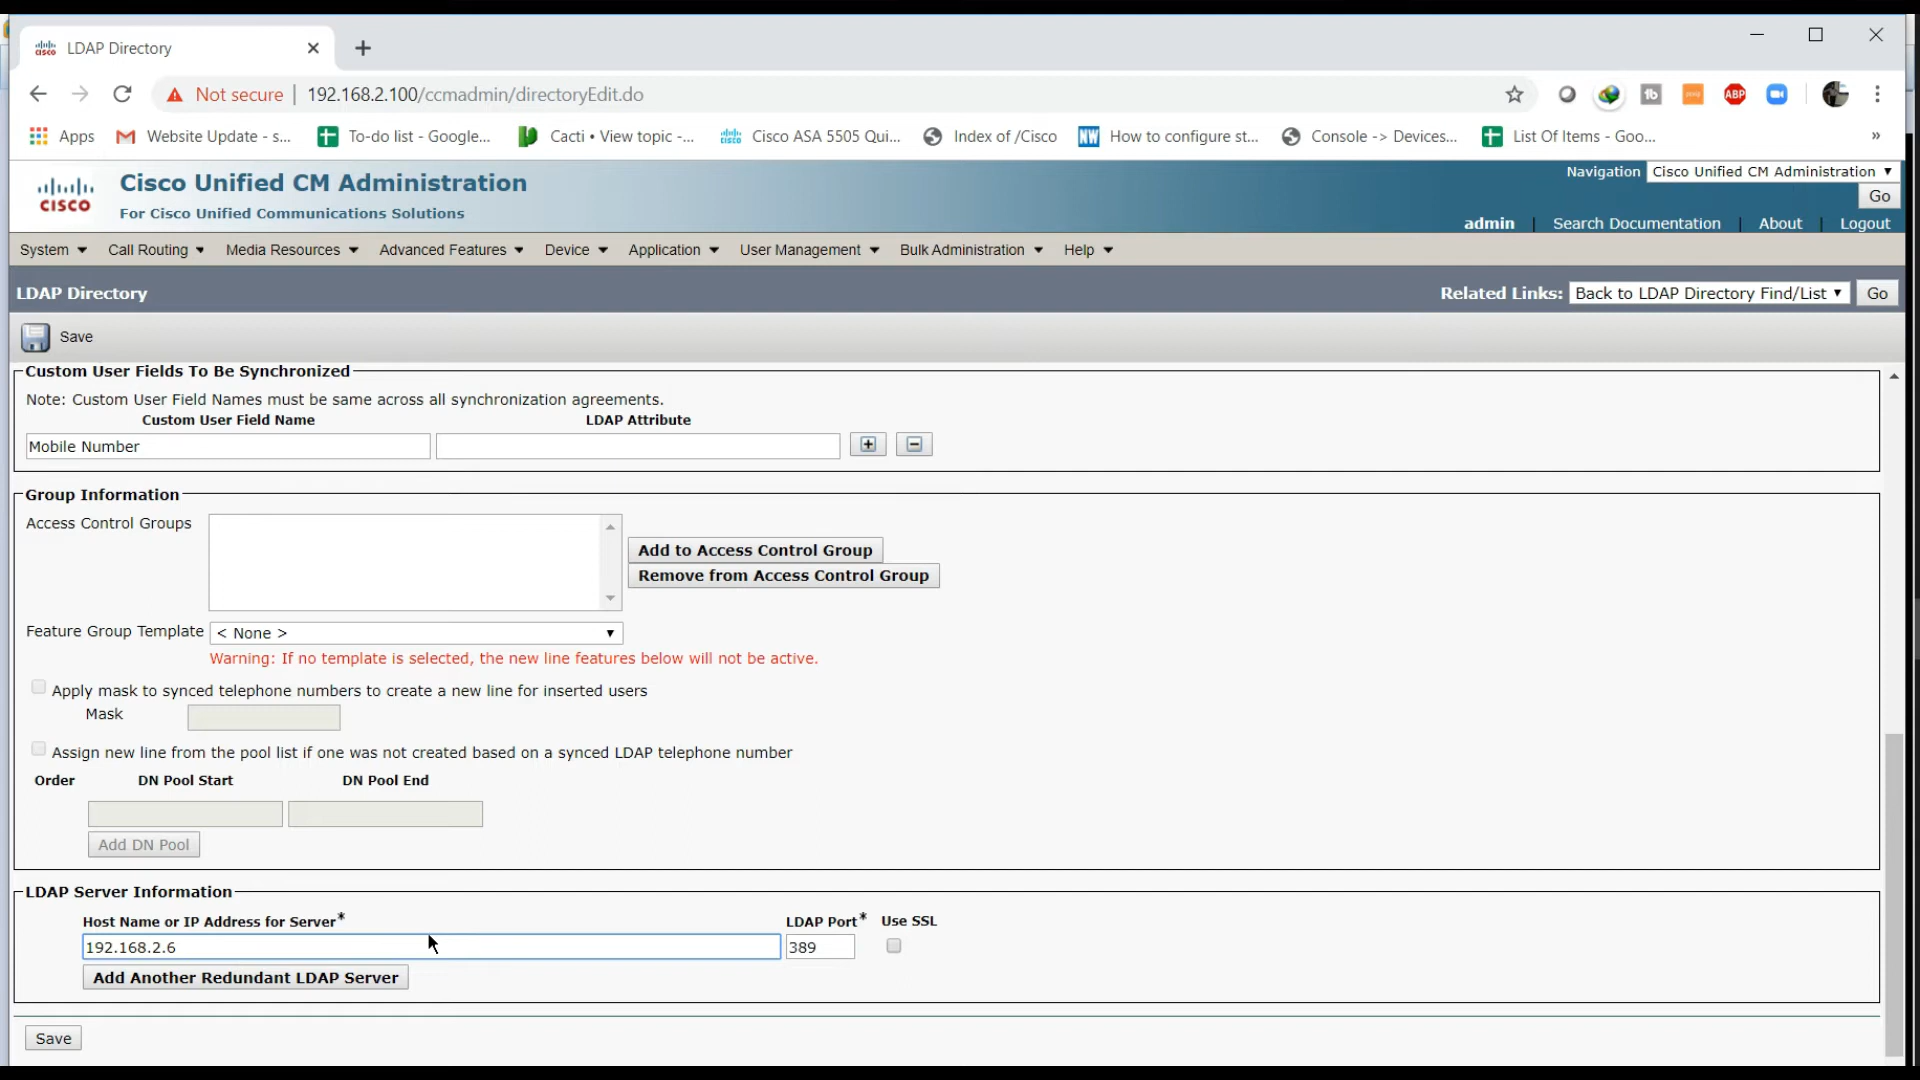 LDAP Directory
Not secure | 192.168.2.100/ccmadmin/directoryEdit.do
ABP
Apps Website Update - s... To-do list - Google... Cacti • View topic -... Cisco ASA 5505 Qui... Index of /Cisco NW How to configure st... Console -> Devices... List Of Items - Goo... »
Cisco Unified CM Administration
For Cisco Unified Communications Solutions
CISCO
Navigation Cisco Unified CM Administration
Go
admin | Search Documentation | About | Logout
System Call Routing Media Resources Advanced Features Device Application User Management Bulk Administration Help
LDAP Directory
Related Links: Back to LDAP Directory Find/List Go
Save
Custom User Fields To Be Synchronized
Note: Custom User Field Names must be same across all synchronization agreements.
Custom User Field Name LDAP Attribute
Mobile Number
Group Information
Access Control Groups
Add to Access Control Group
Remove from Access Control Group
Feature Group Template < None >
Warning: If no template is selected, the new line features below will not be active.
Apply mask to synced telephone numbers to create a new line for inserted users
Mask
Assign new line from the pool list if one was not created based on a synced LDAP telephone number
Order DN Pool Start DN Pool End
Add DN Pool
LDAP Server Information
Host Name or IP Address for Server* LDAP Port* Use SSL
192.168.2.6 389
Add Another Redundant LDAP Server
Save